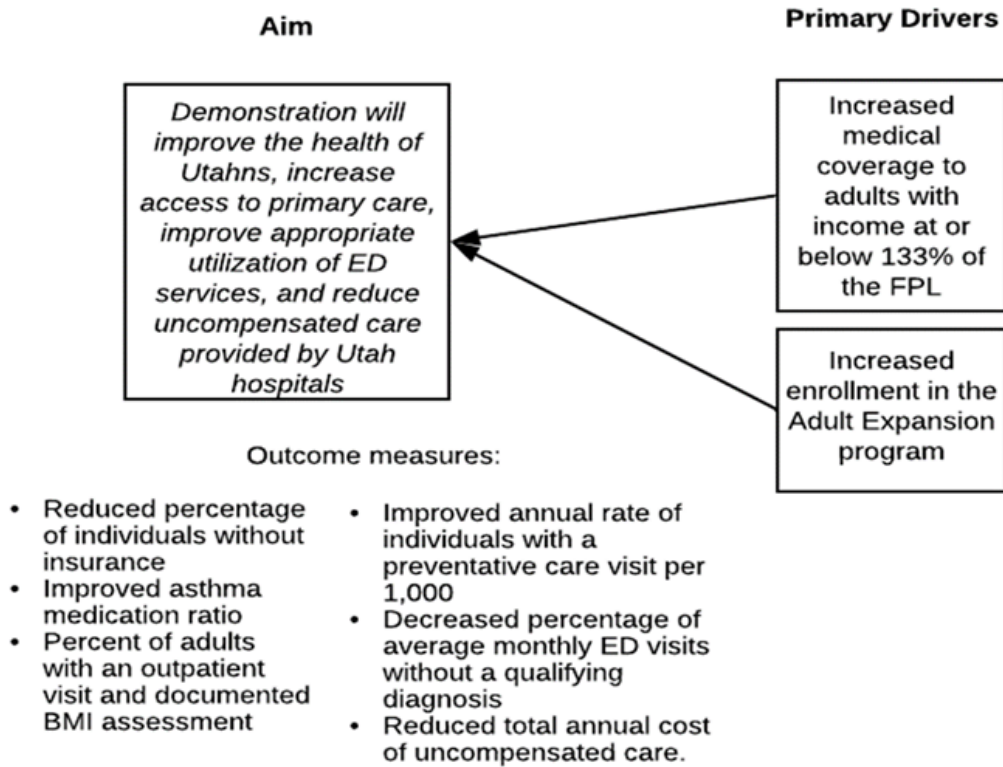 Aim
Demonstration will
improve the health of
Utahns, increase
access to primary care,
improve appropriate
utilization of ED
services, and reduce
uncompensated care
provided by Utah
hospitals
Primary Drivers
Increased
medical
coverage to
adults with
income at or
below 133% of
the FPL
Increased
enrollment in the
Adult Expansion
program
Outcome measures:
• Reduced percentage
of individuals without
insurance
• Improved asthma
medication ratio
• Percent of adults
with an outpatient
visit and documented
BMI assessment
• Improved annual rate of
individuals with a
preventative care visit per
1,000
• Decreased percentage of
average monthly ED visits
without a qualifying
diagnosis
• Reduced total annual cost
of uncompensated care.